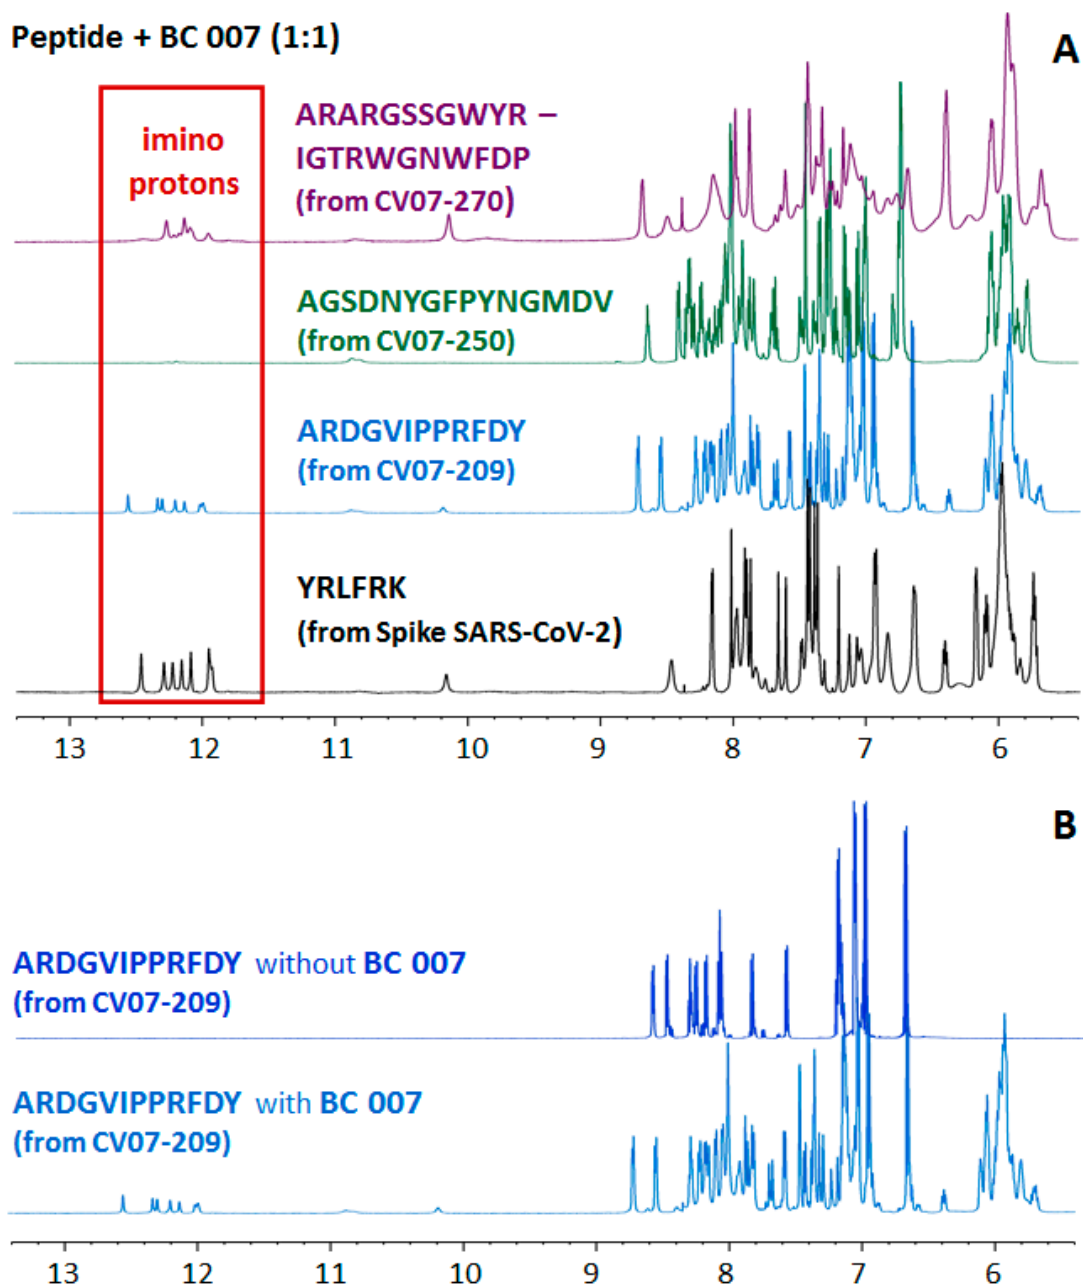 Peptide + BC 007 (1:1)
A
imino
protons
ARARGSSGWYR –
IGTRWGNWFDP
(from CV07-270)
AGSDNYGFPYNGMDV
(from CV07-250)
ARDGVIPPRFDY
(from CV07-209)
YRLFRK
(from Spike SARS-CoV-2)
13 12 11 10 9 8 7 6
B
ARDGVIPPRFDY without BC 007
(from CV07-209)
ARDGVIPPRFDY with BC 007
(from CV07-209)
13 12 11 10 9 8 7 6